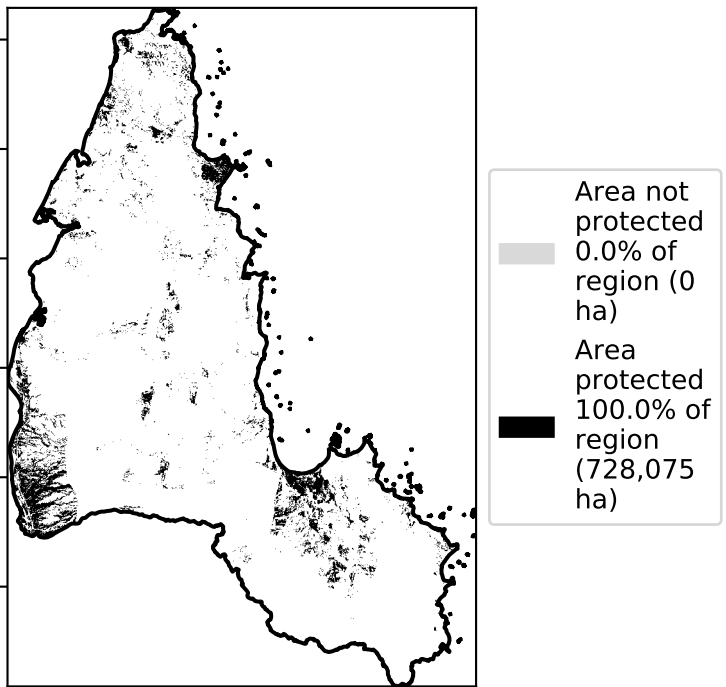 Area not
protected
0.0% of
region (0
ha)
Area
protected
100.0% of
region
(728,075
ha)